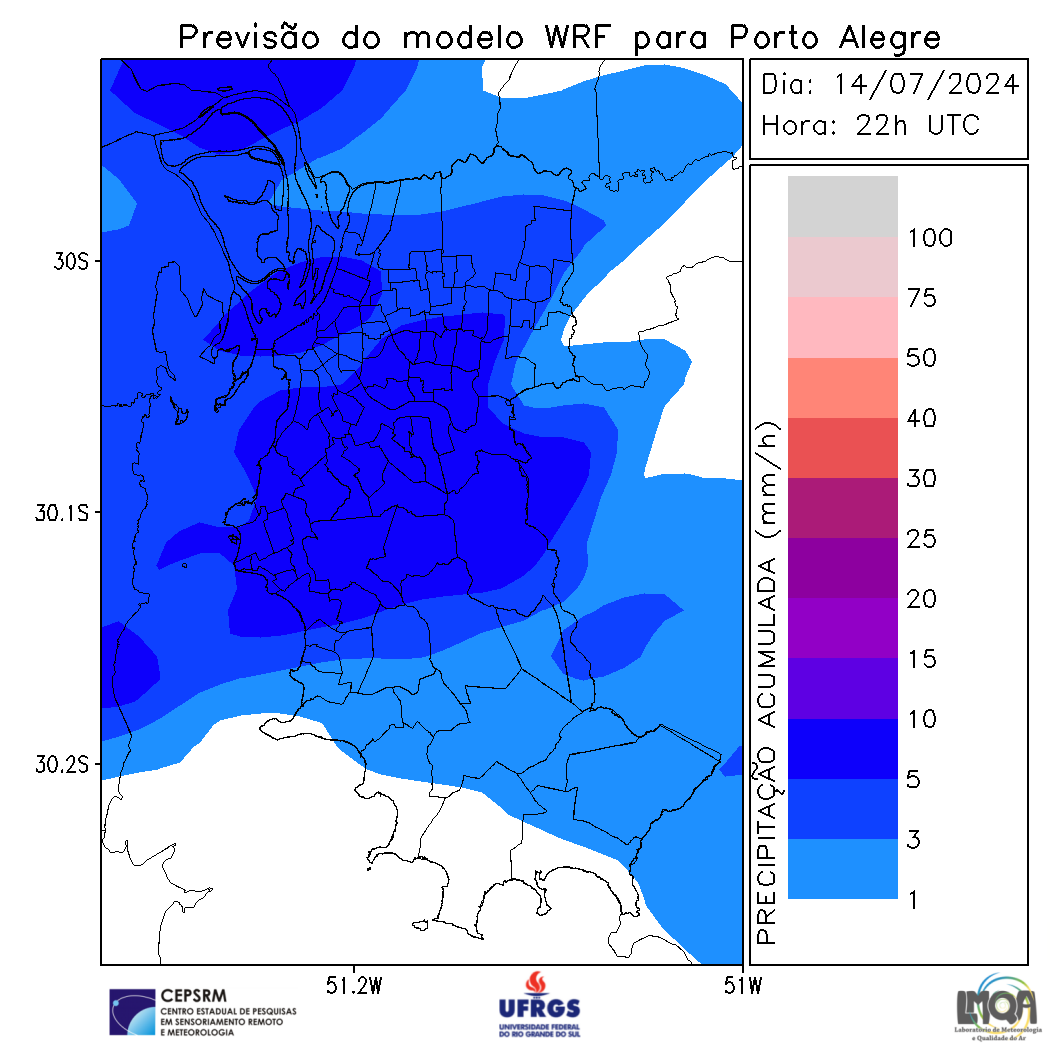 Previsão do modelo WRF para Porto Alegre
Dia: 14/07/2024
Hora: 22h UTC
30S
30.1S
30.2S
51.2W
51W
PRECIPITAÇÃO ACUMULADA (mm/h)
100
75
50
40
30
25
20
15
10
5
3
1
CEPSRM
CENTRO ESTADUAL DE PESQUISAS
EM SENSORIAMENTO REMOTO
E METEOROLOGIA
UFRGS
UNIVERSIDADE FEDERAL
DO RIO GRANDE DO SUL
LMQA
Laboratório de Meteorologia
e Qualidade do Ar